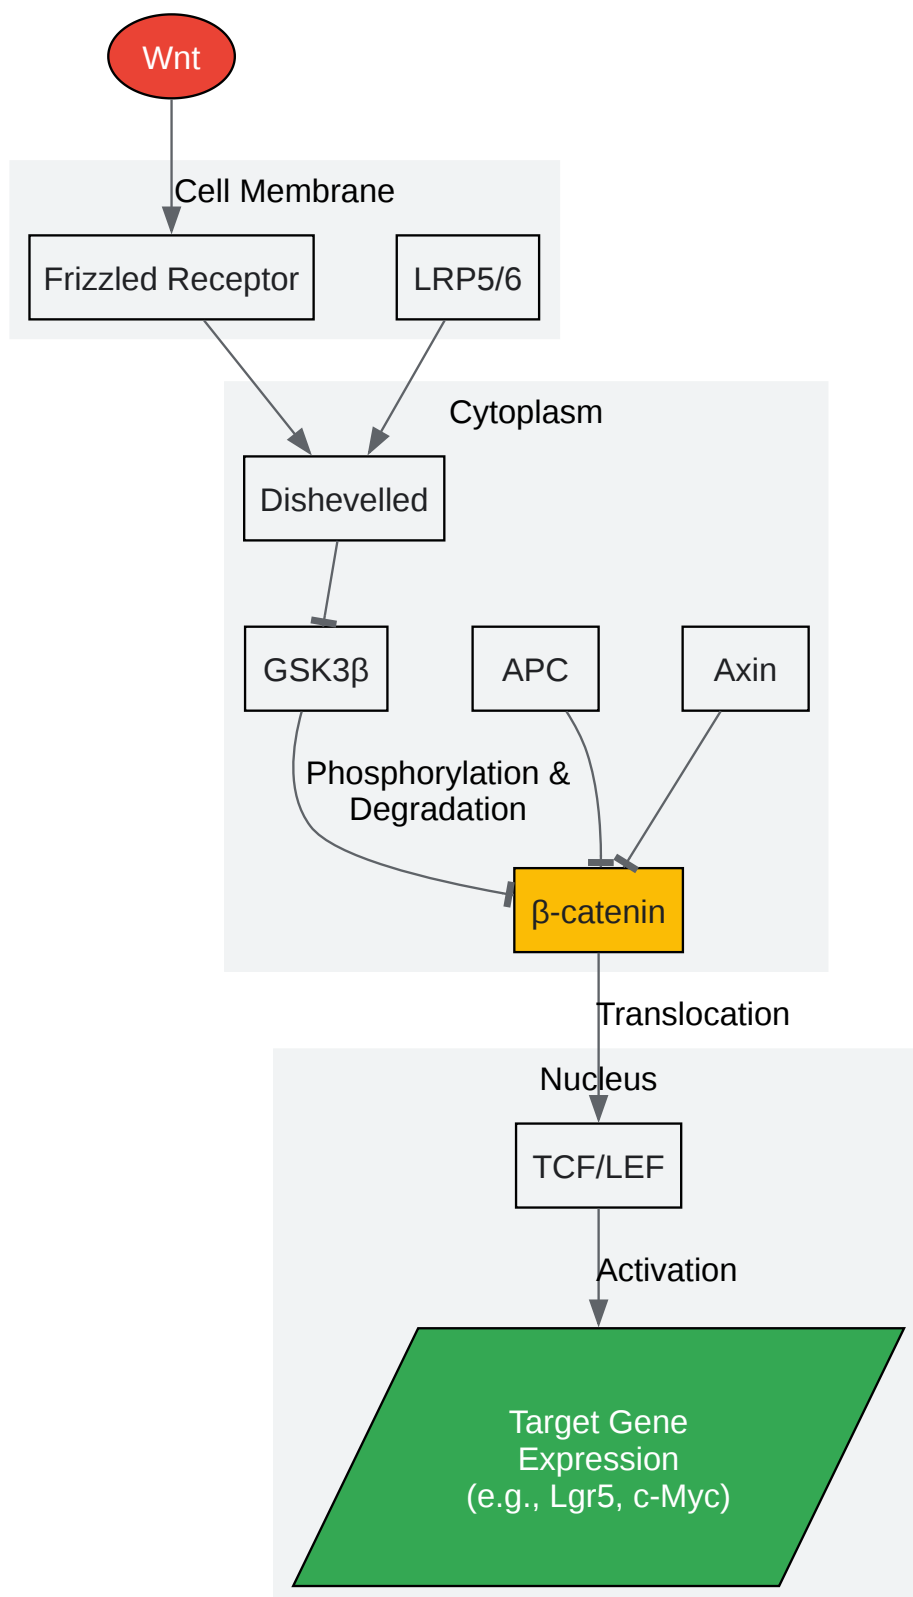 Wnt
Cell Membrane
Frizzled Receptor
LRP5/6
Cytoplasm
Dishevelled
GSK3β
APC
Axin
Phosphorylation &
Degradation
β-catenin
Translocation
Nucleus
TCF/LEF
Activation
Target Gene
Expression
(e.g., Lgr5, c-Myc)